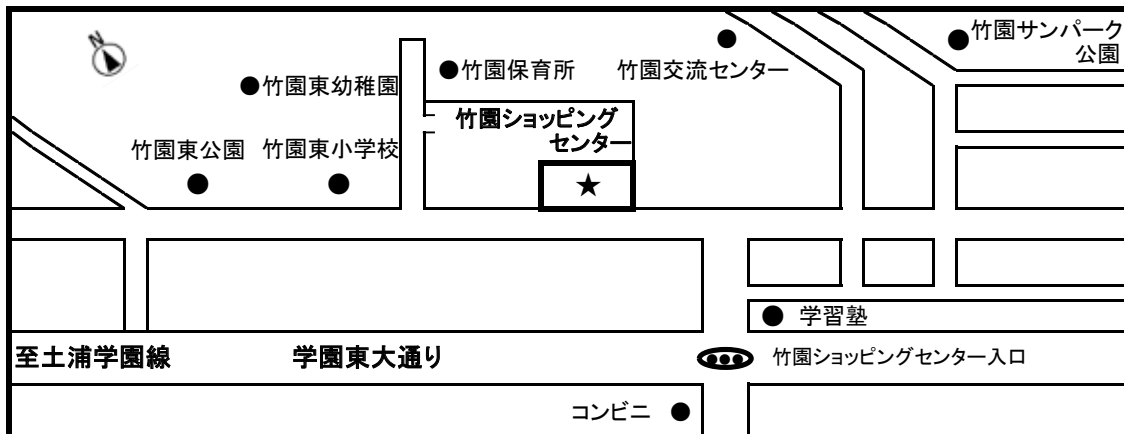 N
竹園サンパーク
公園
竹園保育所
竹園交流センター
竹園東幼稚園
竹園ショッピング
センター
竹園東公園
竹園東小学校
学習塾
至土浦学園線
学園東大通り
竹園ショッピングセンター入口
コンビニ